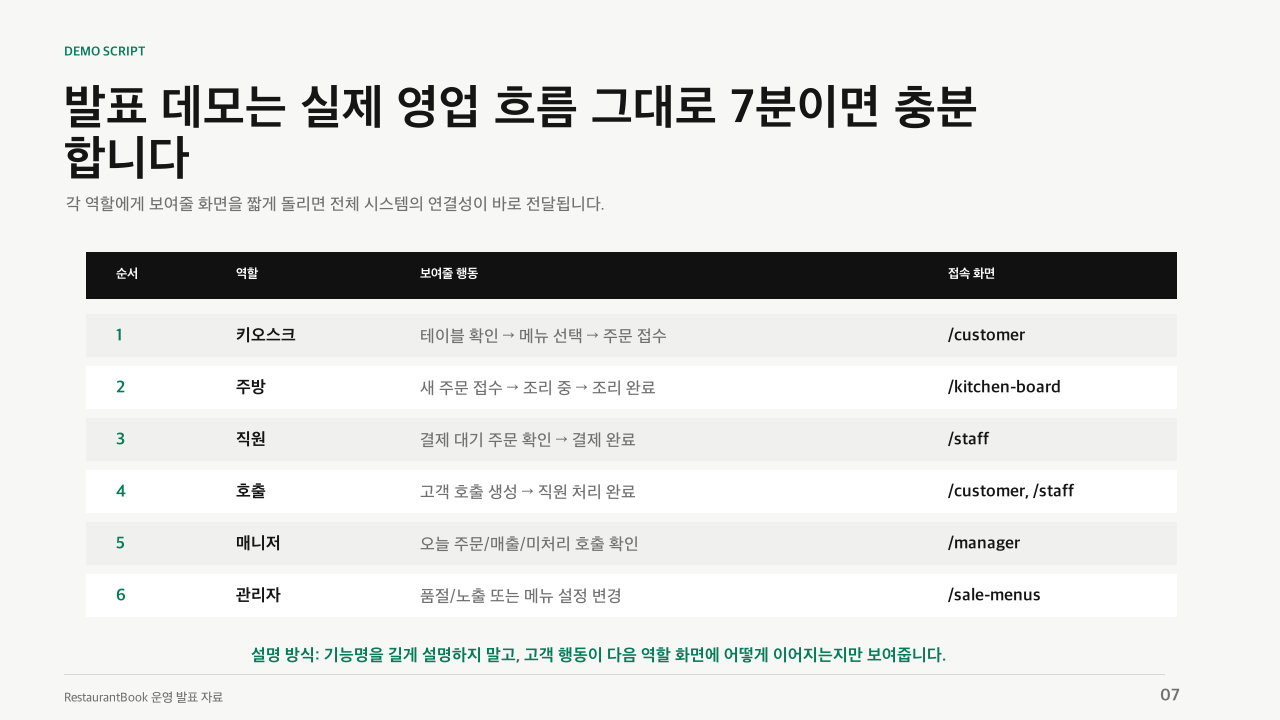 DEMO SCRIPT
발표 데모는 실제 영업 흐름 그대로 7분이면 충분
합니다
각 역할에게 보여줄 화면을 짧게 돌리면 전체 시스템의 연결성이 바로 전달됩니다.
순서 역할 보여줄 행동 접속 화면
1 키오스크 테이블 확인 → 메뉴 선택 → 주문 접수 /customer
2 주방 새 주문 접수 → 조리 중 → 조리 완료 /kitchen-board
3 직원 결제 대기 주문 확인 → 결제 완료 /staff
4 호출 고객 호출 생성 → 직원 처리 완료 /customer, /staff
5 매니저 오늘 주문/매출/미처리 호출 확인 /manager
6 관리자 품절/노출 또는 메뉴 설정 변경 /sale-menus
설명 방식: 기능명을 길게 설명하지 말고, 고객 행동이 다음 역할 화면에 어떻게 이어지는지만 보여줍니다.
RestaurantBook 운영 발표 자료
07